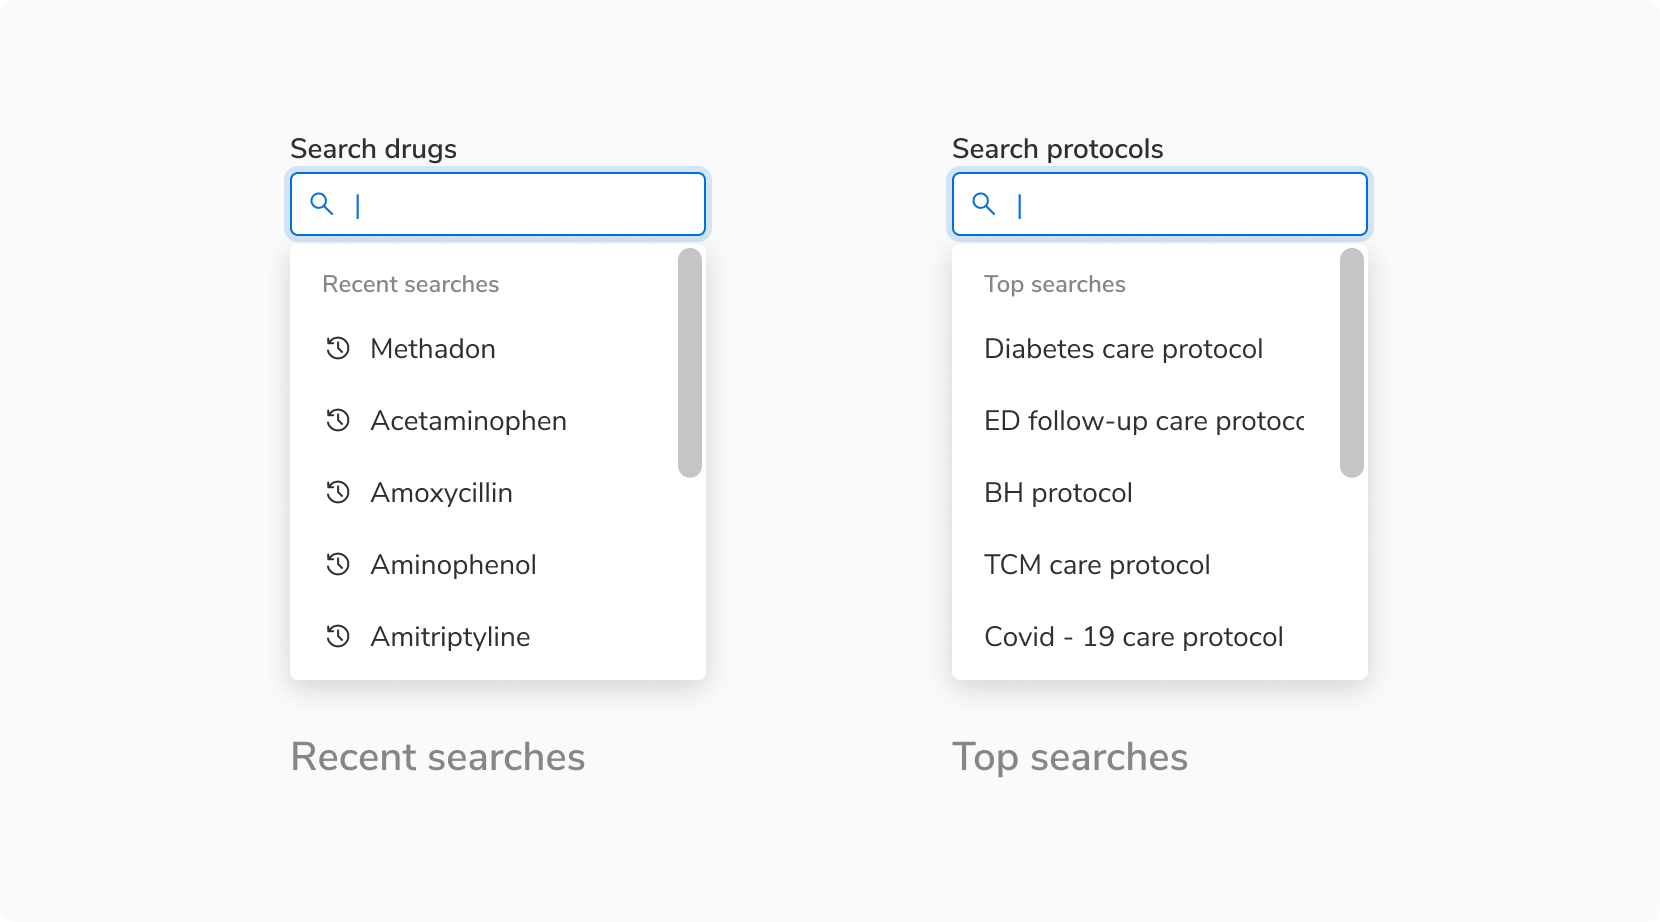 Search drugs
Recent searches
Methadon
Acetaminophen
Amoxycillin
Aminophenol
Amitriptyline
Recent searches
Search protocols
Top searches
Diabetes care protocol
ED follow-up care protoc
BH protocol
TCM care protocol
Covid - 19 care protocol
Top searches